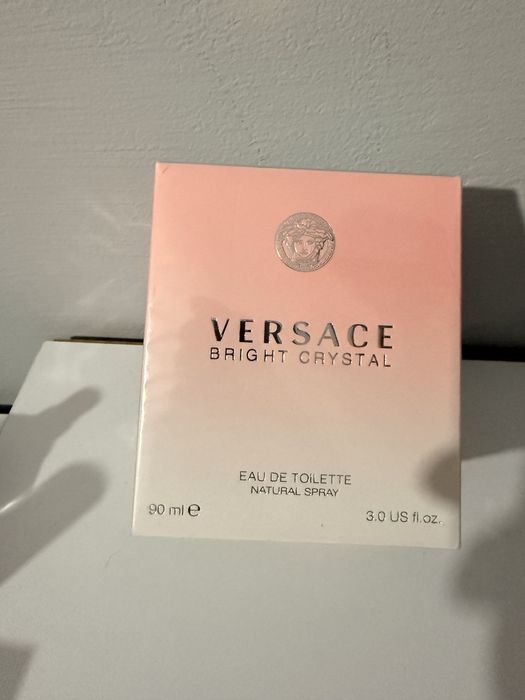 VERSACE
BRIGHT CRYSTAL
EAU DE TOILETTE
NATURAL SPRAY
90 ml ℮
3.0 US fl.oz.